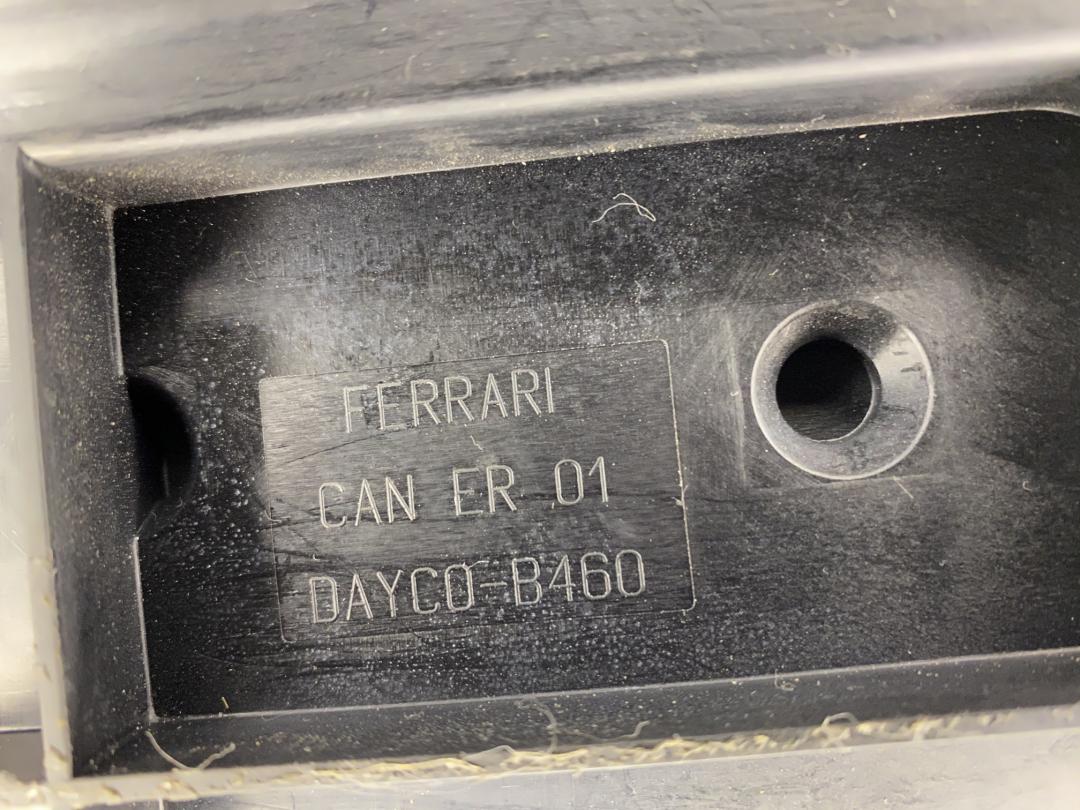 FERRARI
CAN ER 01
DAYCO-B460